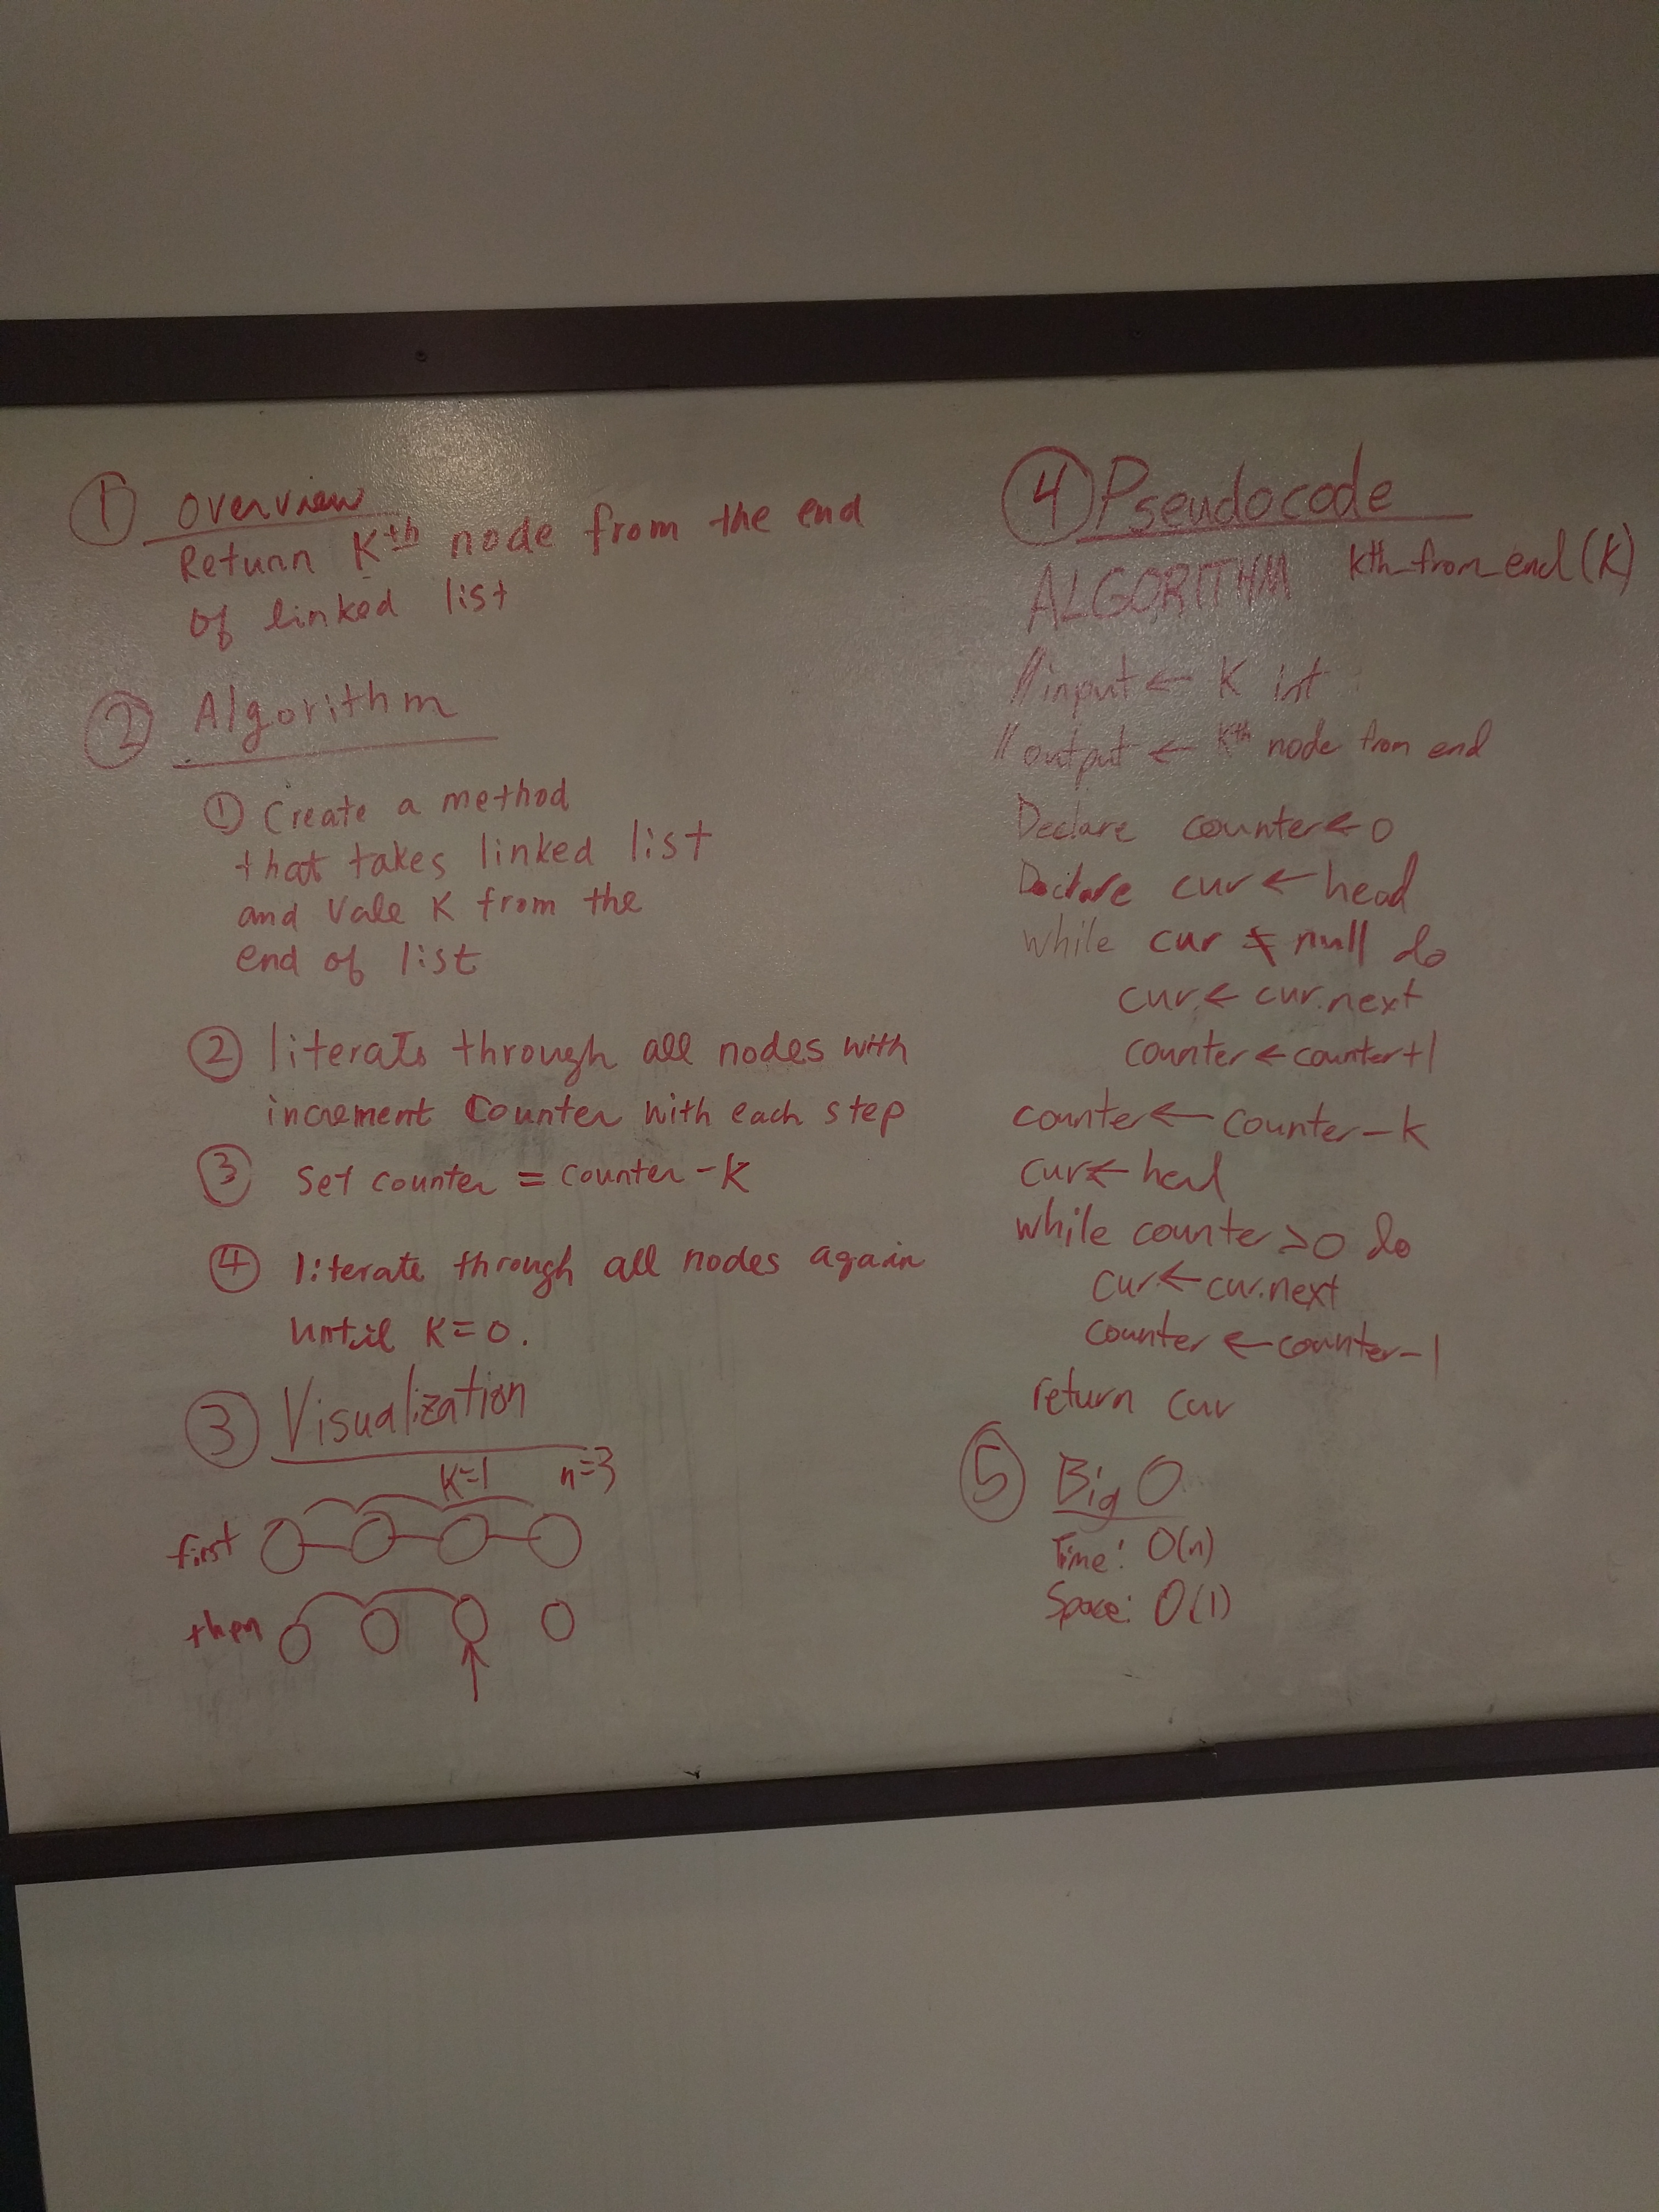 ① Overview
Return Kth node from the end
of linked list
② Algorithm
① Create a method
that takes linked list
and Vale K from the
end of list
② literate through all nodes with
increment Counter with each step
③ Set counter = counter - K
④ literate through all nodes again
until K = 0.
③ Visualization
K=1 n=3
first
then
④ Pseudocode
ALGORITHM kth_from_end(K)
// input ← K int
// output ← Kth node from end
Declare counter ← 0
Declare cur ← head
while cur ≠ null do
cur ← cur.next
counter ← counter+1
counter ← counter - k
cur ← head
while counter > 0 do
cur ← cur.next
counter ← counter - 1
return cur
⑤ Big O
Time: O(n)
Space: O(1)